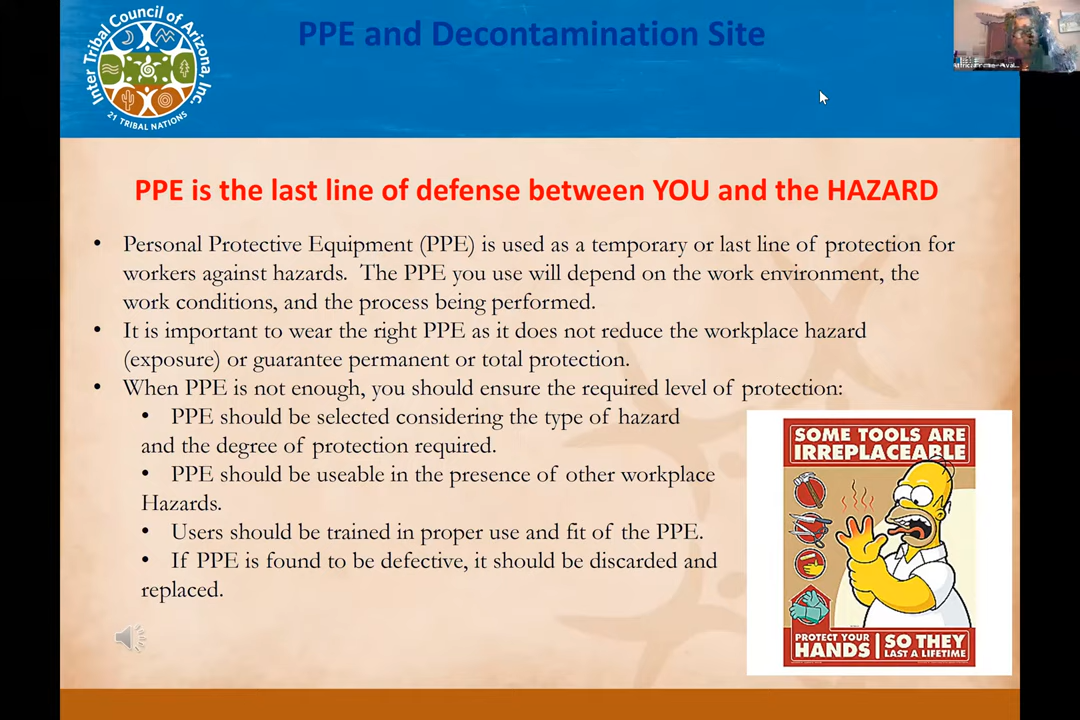 Inter Tribal Council of Arizona, Inc.
21 TRIBAL NATIONS
PPE and Decontamination Site
PPE is the last line of defense between YOU and the HAZARD
• Personal Protective Equipment (PPE) is used as a temporary or last line of protection for
workers against hazards. The PPE you use will depend on the work environment, the
work conditions, and the process being performed.
• It is important to wear the right PPE as it does not reduce the workplace hazard
(exposure) or guarantee permanent or total protection.
• When PPE is not enough, you should ensure the required level of protection:
• PPE should be selected considering the type of hazard
and the degree of protection required.
• PPE should be useable in the presence of other workplace
Hazards.
• Users should be trained in proper use and fit of the PPE.
• If PPE is found to be defective, it should be discarded and
replaced.
SOME TOOLS ARE
IRREPLACEABLE
PROTECT YOUR
HANDS
SO THEY
LAST A LIFETIME